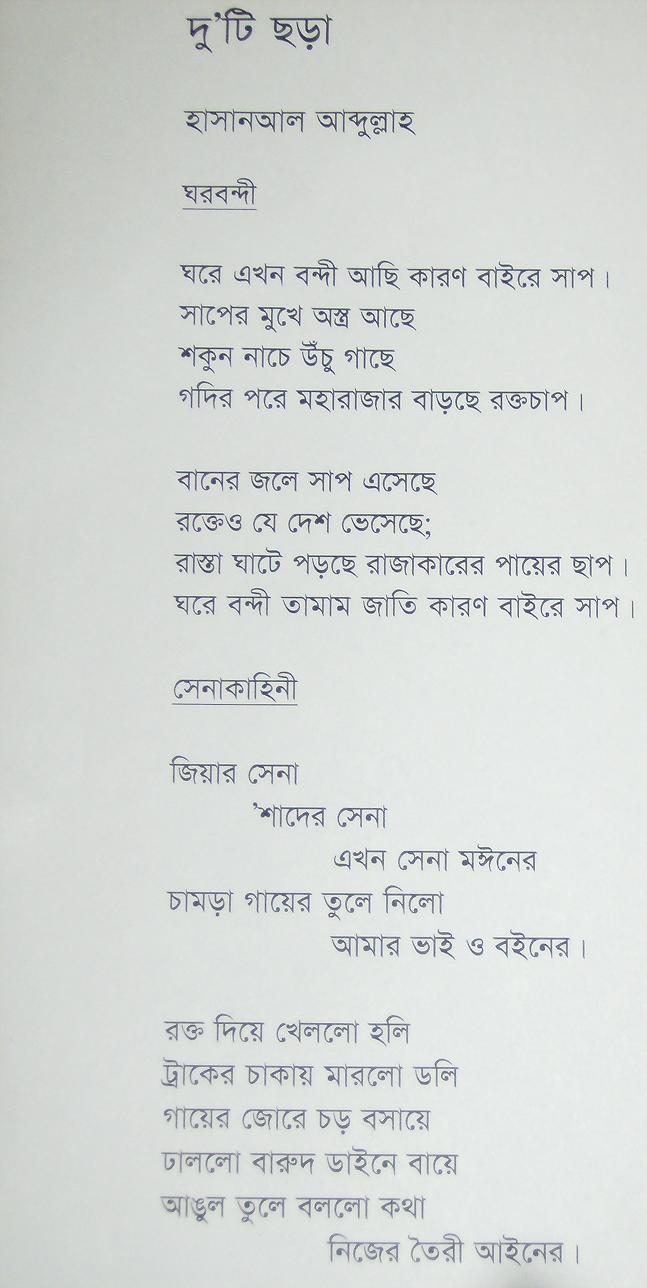 দু'টি ছড়া
হাসানআল আব্দুল্লাহ
ঘরবন্দী
ঘরে এখন বন্দী আছি কারণ বাইরে সাপ।
সাপের মুখে অস্ত্র আছে
শকুন নাচে উঁচু গাছে
গদির পরে মহারাজার বাড়ছে রক্তচাপ।
বানের জলে সাপ এসেছে
রক্তেও যে দেশ ভেসেছে;
রাস্তা ঘাটে পড়ছে রাজাকারের পায়ের ছাপ।
ঘরে বন্দী তামাম জাতি কারণ বাইরে সাপ।
সেনাকাহিনী
জিয়ার সেনা
'শাদের সেনা
এখন সেনা মঈনের
চামড়া গায়ের তুলে নিলো
আমার ভাই ও বইনের।
রক্ত দিয়ে খেললো হলি
ট্রাকের চাকায় মারলো ডলি
গায়ের জোরে চড় বসায়ে
ঢাললো বারুদ ডাইনে বায়ে
আঙুল তুলে বললো কথা
নিজের তৈরী আইনের।